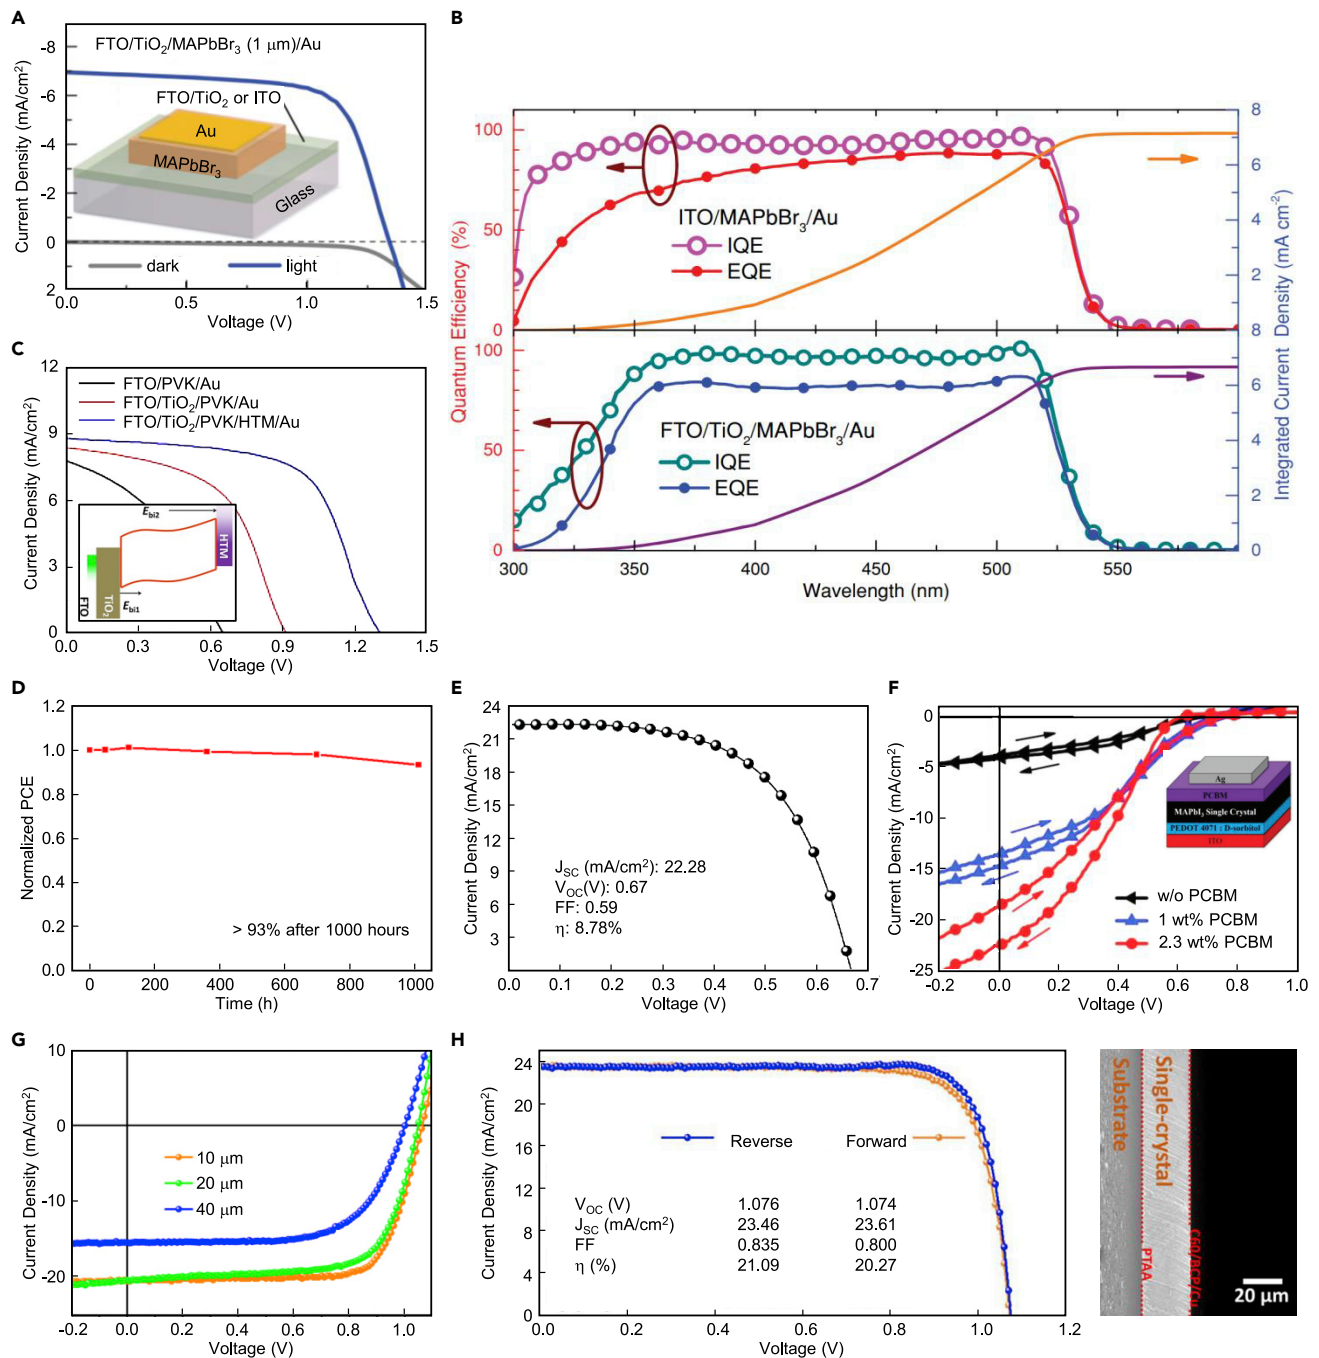 A
FTO/TiO₂/MAPbBr₃ (1 μm)/Au
FTO/TiO₂ or ITO
Au
MAPbBr₃
Glass
dark
light
-8
-6
-4
-2
0
2
0.0
0.5
1.0
1.5
Current Density (mA/cm²)
Voltage (V)
B
ITO/MAPbBr₃/Au
IQE
EQE
FTO/TiO₂/MAPbBr₃/Au
IQE
EQE
100
50
0
100
50
0
8
6
4
2
8
6
4
2
0
300
350
400
450
500
550
Quantum Efficiency (%)
Integrated Current Density (mA cm⁻²)
Wavelength (nm)
C
FTO/PVK/Au
FTO/TiO₂/PVK/Au
FTO/TiO₂/PVK/HTM/Au
E_bi2
E_bi1
HTM
TiO₂
FTO
12
9
6
3
0
0.0
0.3
0.6
0.9
1.2
1.5
Current Density (mA/cm²)
Voltage (V)
D
1.2
1.0
0.8
0.6
0.4
0.2
0.0
0
200
400
600
800
1000
> 93% after 1000 hours
Normalized PCE
Time (h)
E
24
21
18
15
12
9
6
3
0.0
0.1
0.2
0.3
0.4
0.5
0.6
0.7
J_SC (mA/cm²): 22.28
V_OC(V): 0.67
FF: 0.59
η: 8.78%
Current Density (mA/cm²)
Voltage (V)
F
0
-5
-10
-15
-20
-25
-0.2
0.0
0.2
0.4
0.6
0.8
1.0
Ag
PCBM
MAPbI₃ Single Crystal
PEDOT 4071 : D-sorbitol
ITO
w/o PCBM
1 wt% PCBM
2.3 wt% PCBM
Current Density (mA/cm²)
Voltage (V)
G
10
0
-10
-20
-0.2
0.0
0.2
0.4
0.6
0.8
1.0
10 μm
20 μm
40 μm
Current Density (mA/cm²)
Voltage (V)
H
24
20
16
12
8
4
0
0.0
0.2
0.4
0.6
0.8
1.0
1.2
Reverse Forward
V_OC (V) 1.076 1.074
J_SC (mA/cm²) 23.46 23.61
FF 0.835 0.800
η (%) 21.09 20.27
Current Density (mA/cm²)
Voltage (V)
Substrate
Single-crystal
PTAA
C60/BCP/Cu
20 μm